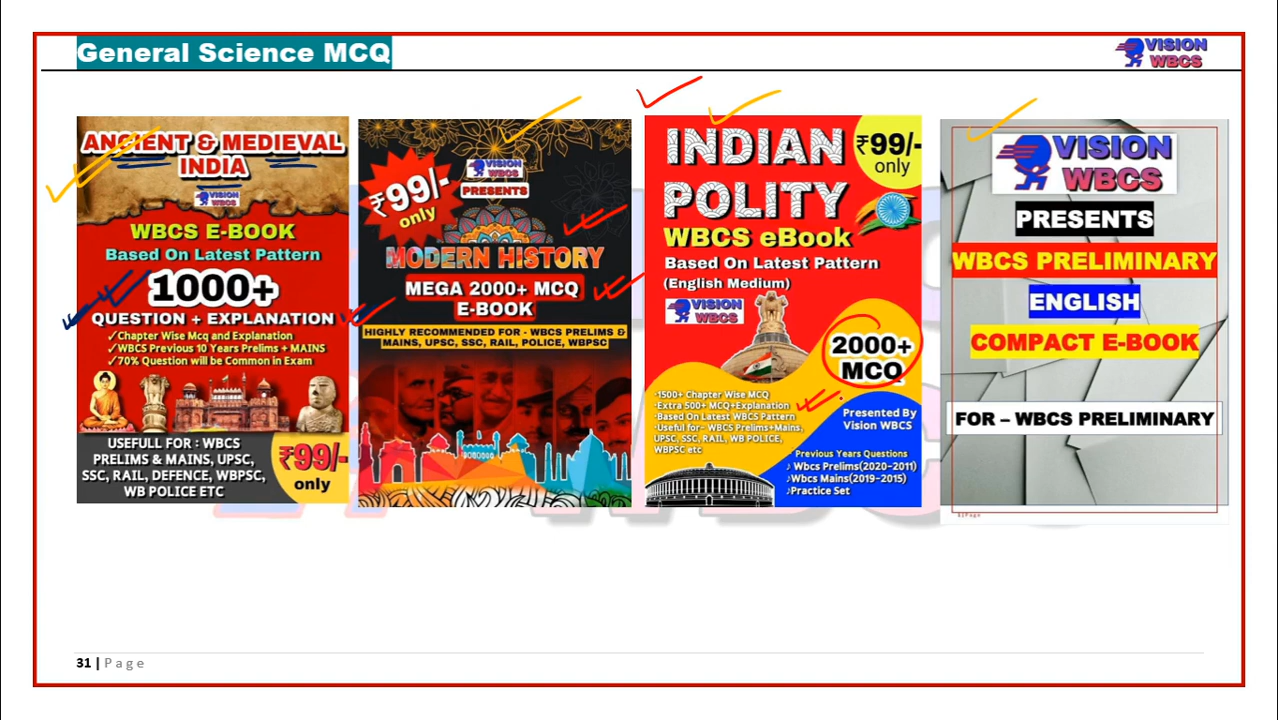 General Science MCQ
VISION
WBCS
ANCIENT & MEDIEVAL
INDIA
VISION
WBCS
WBCS E-BOOK
Based On Latest Pattern
1000+
QUESTION + EXPLANATION
✓Chapter Wise Mcq and Explanation
✓WBCS Previous 10 Years Prelims + MAINS
✓70% Question will be Common in Exam
USEFULL FOR : WBCS
PRELIMS & MAINS, UPSC,
SSC, RAIL, DEFENCE, WBPSC,
WB POLICE ETC
₹99/-
only
₹99/-
only
VISION
WBCS
PRESENTS
MODERN HISTORY
MEGA 2000+ MCQ
E-BOOK
HIGHLY RECOMMENDED FOR - WBCS PRELIMS &
MAINS, UPSC, SSC, RAIL, POLICE, WBPSC
INDIAN
POLITY
₹99/-
only
WBCS eBook
Based On Latest Pattern
(English Medium)
VISION
WBCS
2000+
MCQ
·1500+ Chapter Wise MCQ
·Extra 500+ MCQ+Explanation
·Based On Latest WBCS Pattern
·Useful for- WBCS Prelims+Mains,
UPSC, SSC, RAIL, WB POLICE,
WBPSC etc
Presented By
Vision WBCS
Previous Years Questions
Wbcs Prelims(2020-2011)
Wbcs Mains(2019-2015)
Practice Set
VISION
WBCS
PRESENTS
WBCS PRELIMINARY
ENGLISH
COMPACT E-BOOK
FOR – WBCS PRELIMINARY
31 | Page